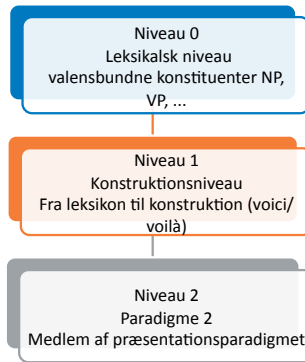 Niveau 0
Leksikalsk niveau
valensbundne konstituenter NP,
VP, ...
Niveau 1
Konstruktionsniveau
Fra leksikon til konstruktion (voici/
voilà)
Niveau 2
Paradigme 2
Medlem af præsentationsparadigmet